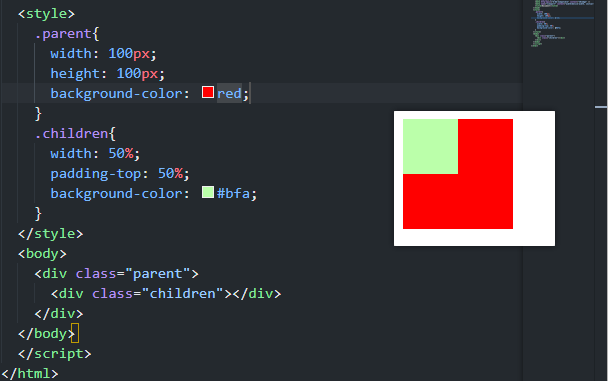 <style>
.parent{
width: 100px;
height: 100px;
background-color: red;
}
.children{
width: 50%;
padding-top: 50%;
background-color: #bfa;
}
</style>
<body>
<div class="parent">
<div class="children"></div>
</div>
</body>
</script>
</html>